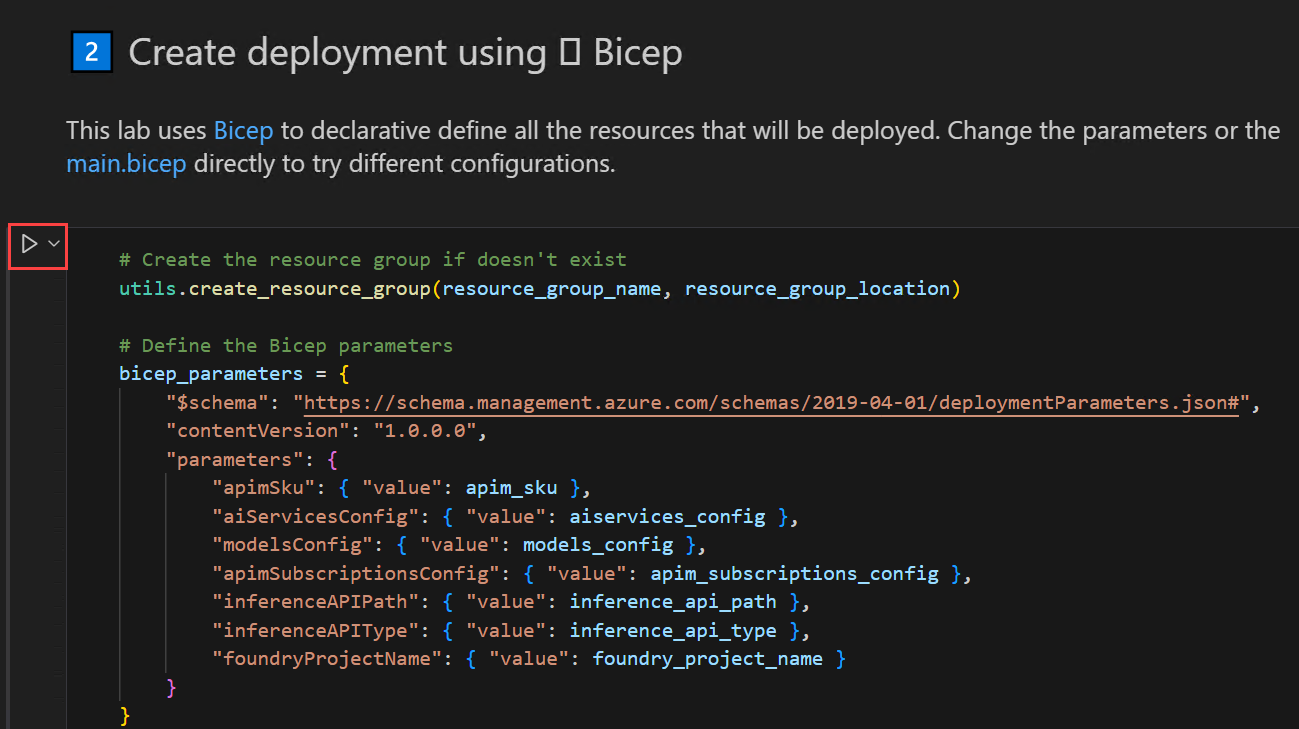 2 Create deployment using ▯ Bicep
This lab uses Bicep to declarative define all the resources that will be deployed. Change the parameters or the
main.bicep directly to try different configurations.
# Create the resource group if doesn't exist
utils.create_resource_group(resource_group_name, resource_group_location)
# Define the Bicep parameters
bicep_parameters = {
    "$schema": "https://schema.management.azure.com/schemas/2019-04-01/deploymentParameters.json#",
    "contentVersion": "1.0.0.0",
    "parameters": {
        "apimSku": { "value": apim_sku },
        "aiServicesConfig": { "value": aiservices_config },
        "modelsConfig": { "value": models_config },
        "apimSubscriptionsConfig": { "value": apim_subscriptions_config },
        "inferenceAPIPath": { "value": inference_api_path },
        "inferenceAPIType": { "value": inference_api_type },
        "foundryProjectName": { "value": foundry_project_name }
    }
}